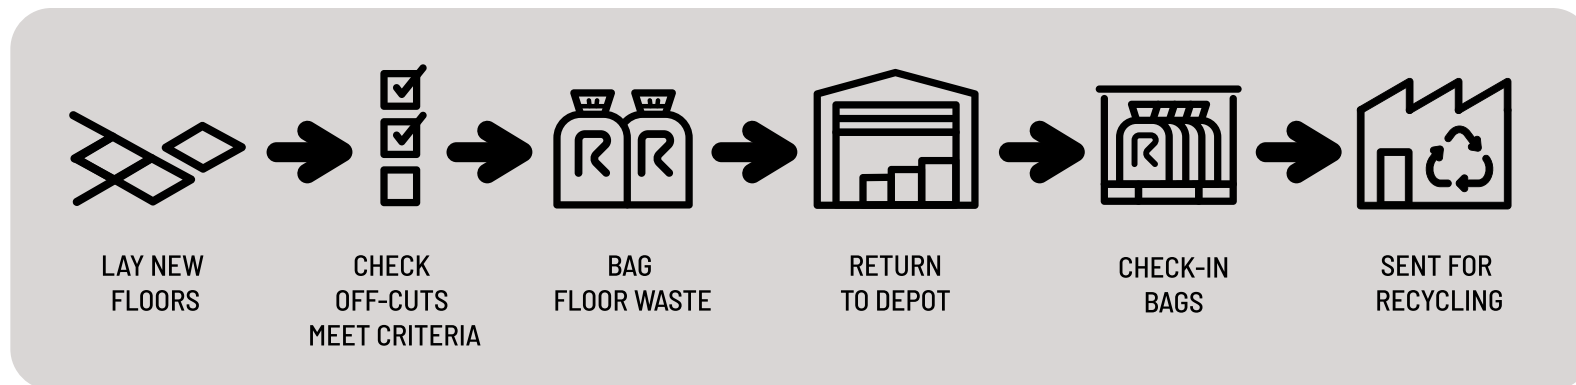 LAY NEW
FLOORS
CHECK
OFF-CUTS
MEET CRITERIA
R R
BAG
FLOOR WASTE
RETURN
TO DEPOT
R
CHECK-IN
BAGS
SENT FOR
RECYCLING